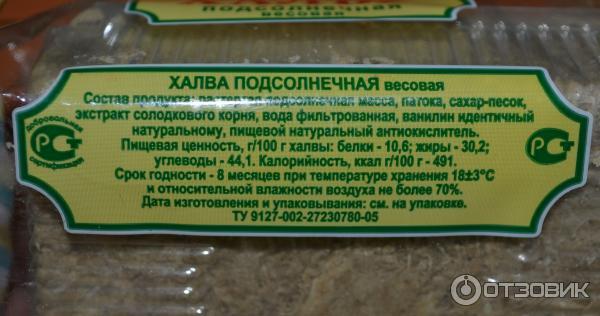 ПОДСОЛНЕЧНАЯ
весовая
ХАЛВА ПОДСОЛНЕЧНАЯ весовая
Состав продукта: подсолнечная масса, патока, сахар-песок,
экстракт солодкового корня, вода фильтрованная, ванилин идентичный
натуральному, пищевой натуральный антиокислитель.
Пищевая ценность, г/100 г халвы: белки - 10,6; жиры - 30,2;
углеводы - 44,1. Калорийность, ккал г/100 г - 491.
Срок годности - 8 месяцев при температуре хранения 18±3°С
и относительной влажности воздуха не более 70%.
Дата изготовления и упаковывания: см. на упаковке.
ТУ 9127-002-27230780-05
Добровольная
сертификация
ОТЗОВИК